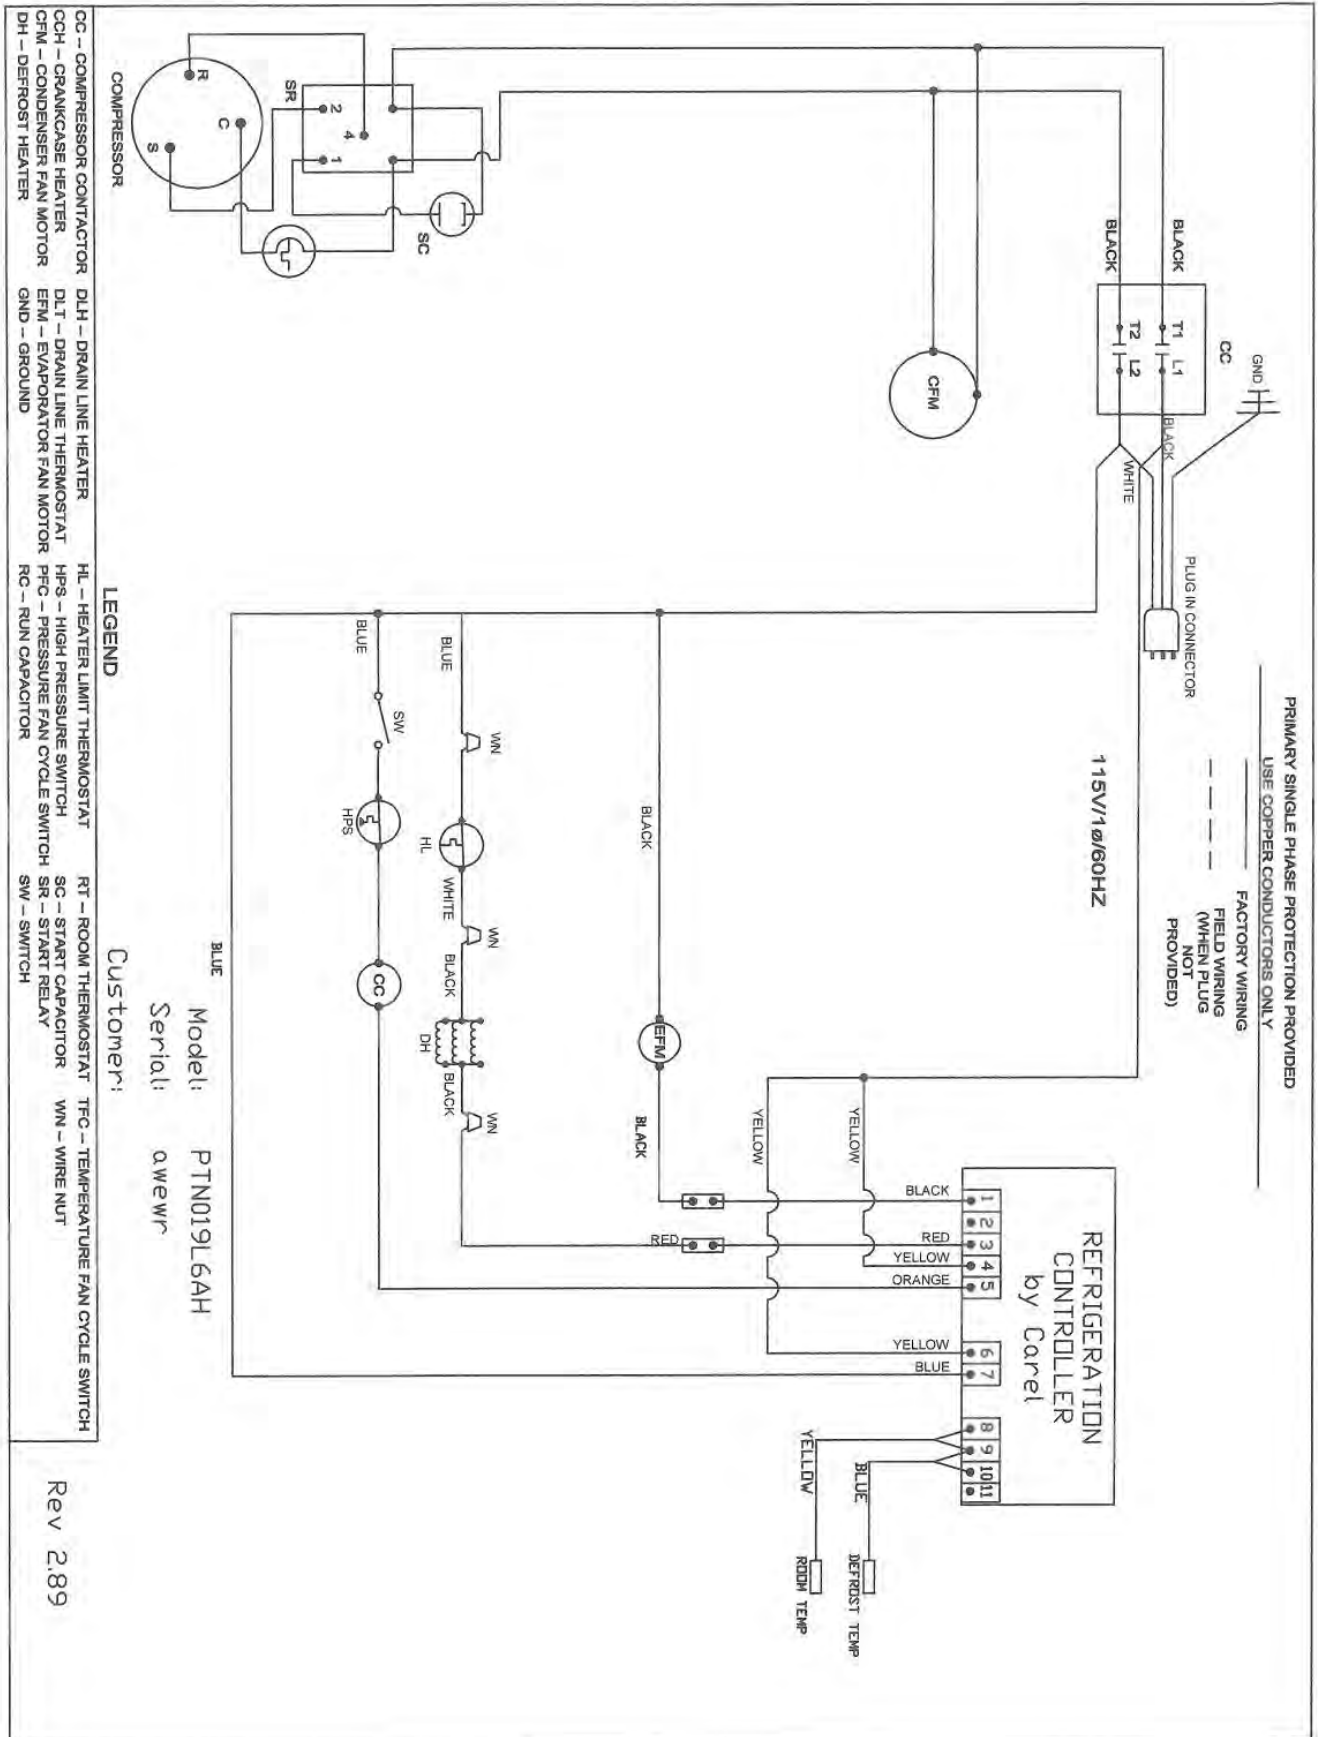 PRIMARY SINGLE PHASE PROTECTION PROVIDED
USE COPPER CONDUCTORS ONLY
FACTORY WIRING
FIELD WIRING
(WHEN PLUG
NOT
PROVIDED)
GND
CC
PLUG IN CONNECTOR
BLACK
T1
L1
BLACK
BLACK
T2
L2
WHITE
115V/1ø/60HZ
REFRIGERATION
CONTROLLER
by Carel
1
2
3
4
5
6
7
8
9
10
11
BLACK
RED
YELLOW
ORANGE
YELLOW
BLUE
YELLOW
YELLOW
BLUE
DEFROST TEMP
YELLOW
ROOM TEMP
CFM
BLACK
EFM
BLACK
RED
WN
WN
WN
BLUE
HL
WHITE
BLACK
DH
BLACK
SW
BLUE
HPS
CC
SC
SR
2
4
1
R
C
S
COMPRESSOR
BLUE
Model: PTN019L6AH
Serial: awewr
Customer:
LEGEND
CC – COMPRESSOR CONTACTOR
CCH – CRANKCASE HEATER
CFM – CONDENSER FAN MOTOR
DH – DEFROST HEATER
DLH – DRAIN LINE HEATER
DLT – DRAIN LINE THERMOSTAT
EFM – EVAPORATOR FAN MOTOR
GND – GROUND
HL – HEATER LIMIT THERMOSTAT
HPS – HIGH PRESSURE SWITCH
PFC – PRESSURE FAN CYCLE SWITCH
RC – RUN CAPACITOR
RT – ROOM THERMOSTAT
SC – START CAPACITOR
SR – START RELAY
SW – SWITCH
TFC – TEMPERATURE FAN CYCLE SWITCH
WN – WIRE NUT
Rev 2.89